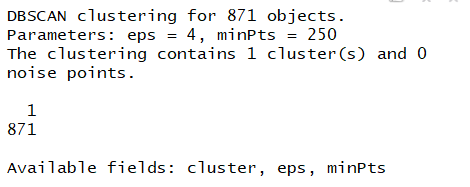 DBSCAN clustering for 871 objects.
Parameters: eps = 4, minPts = 250
The clustering contains 1 cluster(s) and 0
noise points.

  1
871

Available fields: cluster, eps, minPts